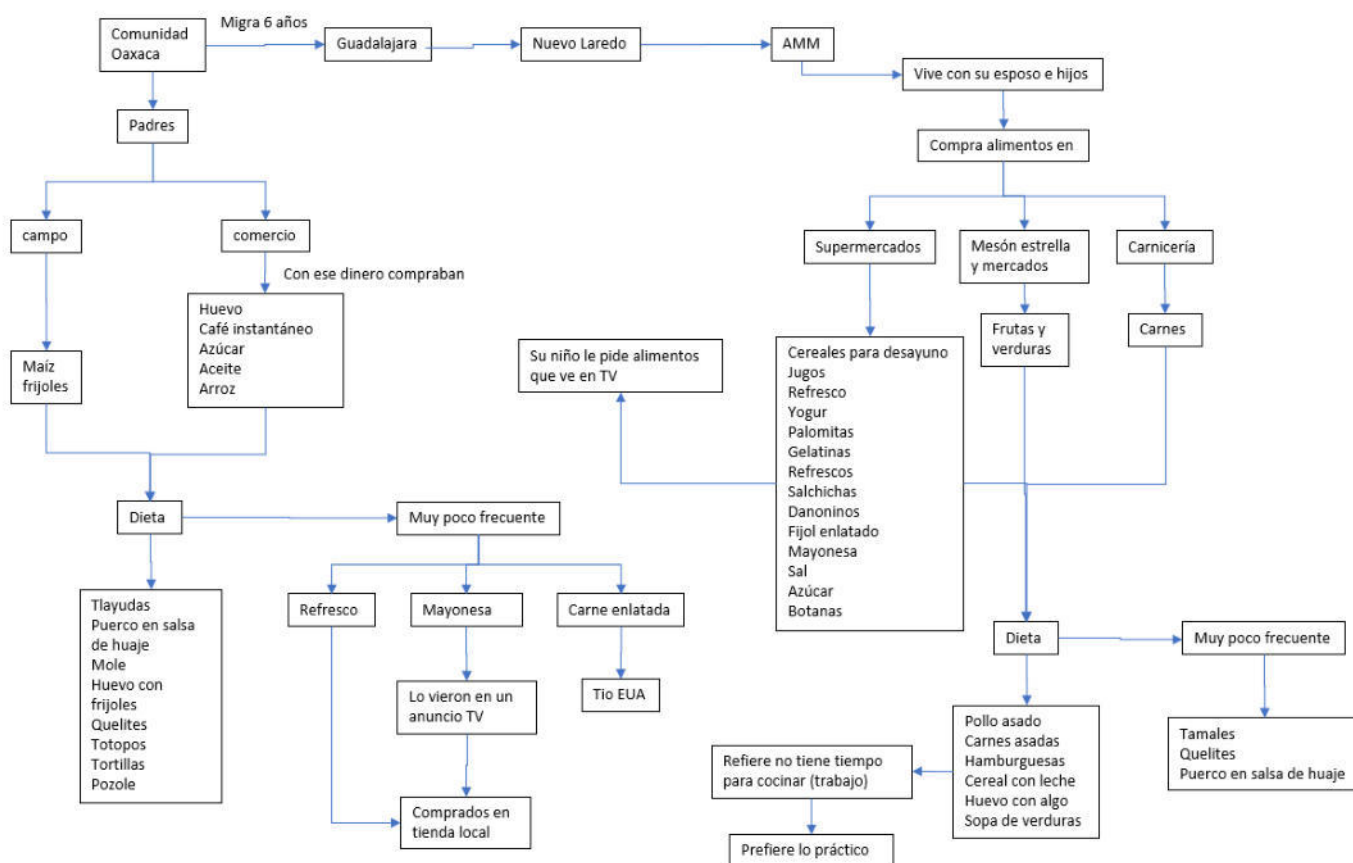 Migra 6 años
Comunidad
Oaxaca
Guadalajara
Nuevo Laredo
AMM
Vive con su esposo e hijos
Padres
Compra alimentos en
campo
comercio
Supermercados
Mesón estrella
y mercados
Carnicería
Con ese dinero compraban
Huevo
Café instantáneo
Azúcar
Aceite
Arroz
Maíz
frijoles
Frutas y
verduras
Carnes
Su niño le pide alimentos
que ve en TV
Cereales para desayuno
Jugos
Refresco
Yogur
Palomitas
Gelatinas
Refrescos
Salchichas
Danoninos
Fijol enlatado
Mayonesa
Sal
Azúcar
Botanas
Dieta
Muy poco frecuente
Tlayudas
Puerco en salsa
de huaje
Mole
Huevo con
frijoles
Quelites
Totopos
Tortillas
Pozole
Refresco
Mayonesa
Carne enlatada
Lo vieron en un
anuncio TV
Tio EUA
Comprados en
tienda local
Dieta
Muy poco frecuente
Pollo asado
Carnes asadas
Hamburguesas
Cereal con leche
Huevo con algo
Sopa de verduras
Tamales
Quelites
Puerco en salsa de huaje
Refiere no tiene tiempo
para cocinar (trabajo)
Prefiere lo práctico